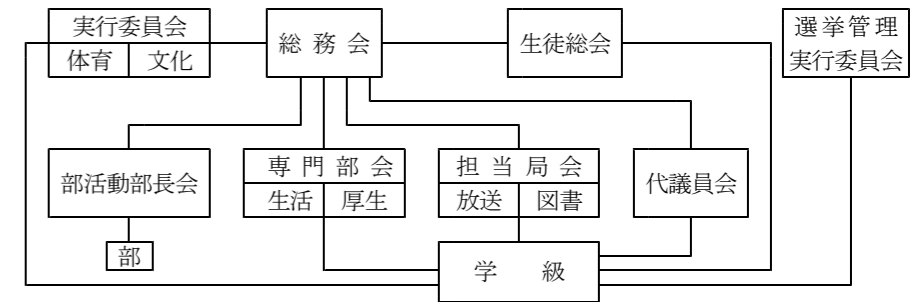 実行委員会
体育 文化
総務会
生徒総会
選挙管理
実行委員会
部活動部長会
専門部会
生活 厚生
担当局会
放送 図書
代議員会
部
学級